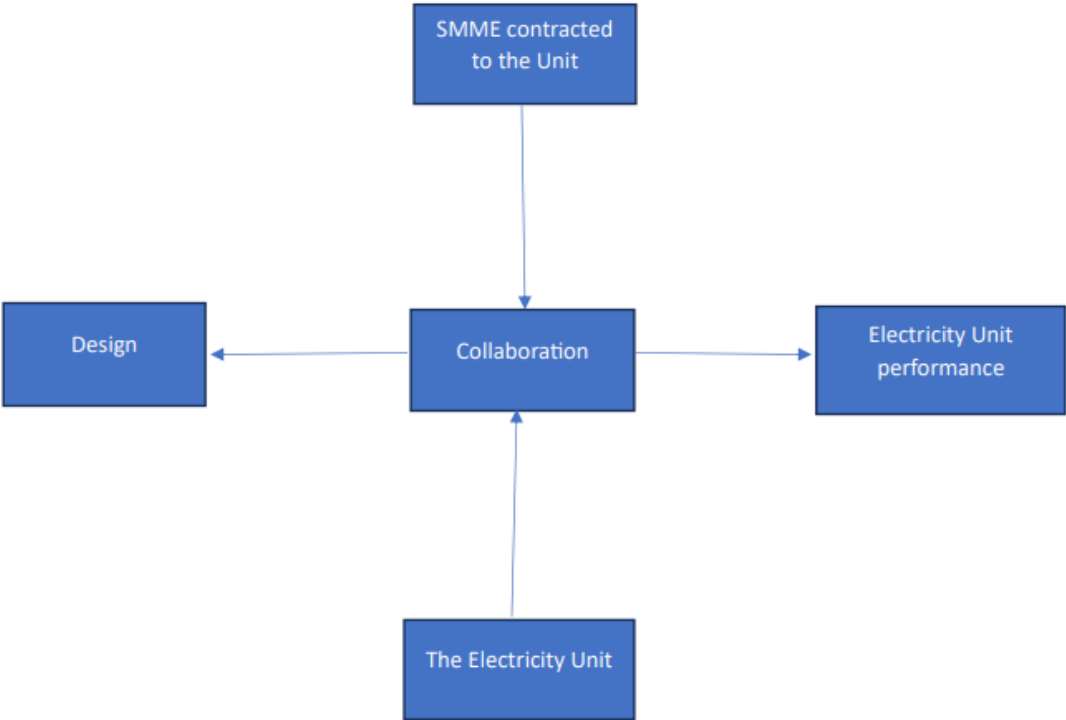 SMME contracted
to the Unit
Design
Collaboration
Electricity Unit
performance
The Electricity Unit